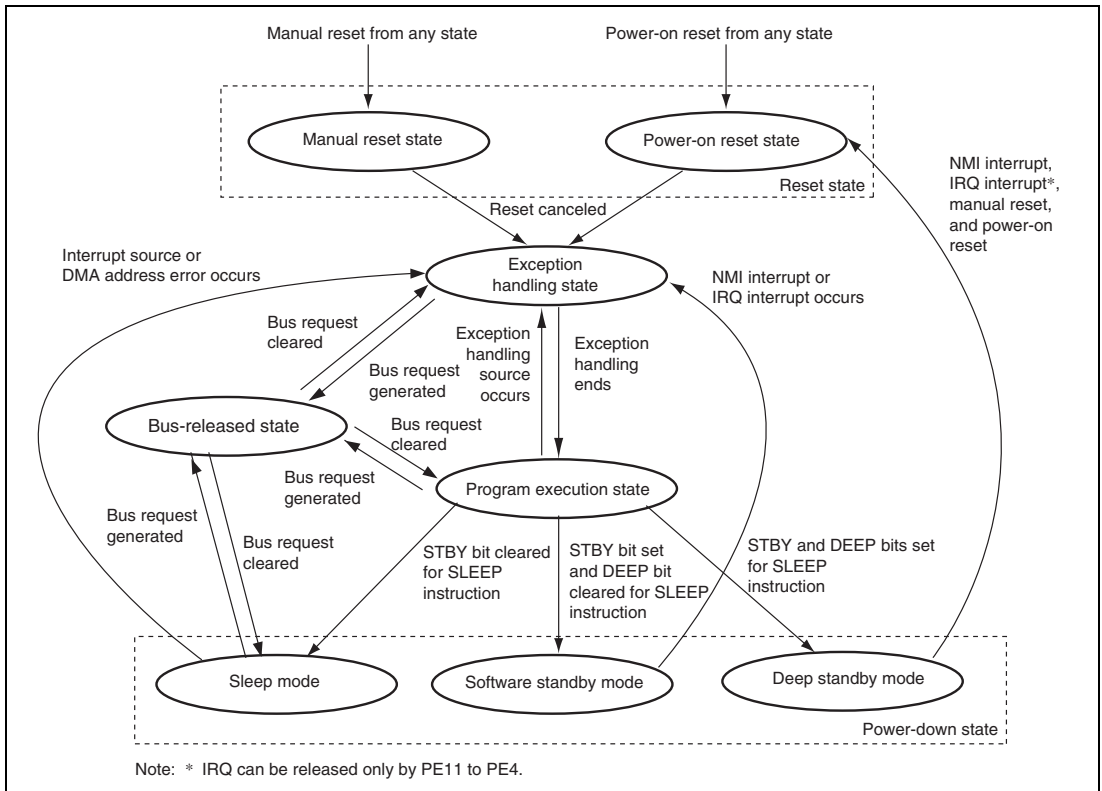 Manual reset from any state
Power-on reset from any state
Manual reset state
Power-on reset state
Reset state
NMI interrupt,
IRQ interrupt*,
manual reset,
and power-on
reset
Reset canceled
Interrupt source or
DMA address error occurs
Exception
handling state
NMI interrupt or
IRQ interrupt occurs
Bus request
cleared
Bus request
generated
Exception
handling
source
occurs
Exception
handling
ends
Bus-released state
Bus request
cleared
Bus request
generated
Program execution state
Bus request
generated
Bus request
cleared
STBY bit cleared
for SLEEP
instruction
STBY bit set
and DEEP bit
cleared for SLEEP
instruction
STBY and DEEP bits set
for SLEEP
instruction
Sleep mode
Software standby mode
Deep standby mode
Power-down state
Note: * IRQ can be released only by PE11 to PE4.